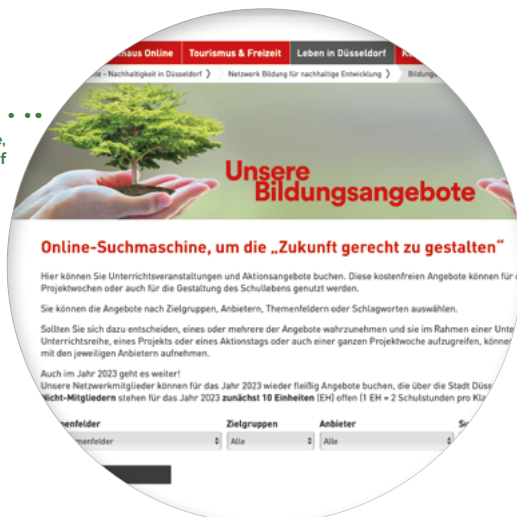 haus Online Tourismus & Freizeit Leben in Düsseldorf
- Nachhaltigkeit in Düsseldorf 〉 Netzwerk Bildung für nachhaltige Entwicklung 〉 Bildungs
Unsere
Bildungsangebote
Online-Suchmaschine, um die „Zukunft gerecht zu gestalten“
Hier können Sie Unterrichtsveranstaltungen und Aktionsangebote buchen. Diese kostenfreien Angebote können für
Projektwochen oder auch für die Gestaltung des Schullebens genutzt werden.
Sie können die Angebote nach Zielgruppen, Anbietern, Themenfeldern oder Schlagworten auswählen.
Sollten Sie sich dazu entscheiden, eines oder mehrere der Angebote wahrzunehmen und sie im Rahmen einer Unte
Unterrichtsreihe, eines Projekts oder eines Aktionstags oder auch einer ganzen Projektwoche aufzugreifen, können
mit den jeweiligen Anbietern aufnehmen.
Auch im Jahr 2023 geht es weiter!
Unsere Netzwerkmitglieder können für das Jahr 2023 wieder fleißig Angebote buchen, die über die Stadt Düss
Nicht-Mitgliedern stehen für das Jahr 2023 zunächst 10 Einheiten (EH) offen (1 EH = 2 Schulstunden pro Kla
enfelder Zielgruppen Anbieter
menfelder Alle Alle